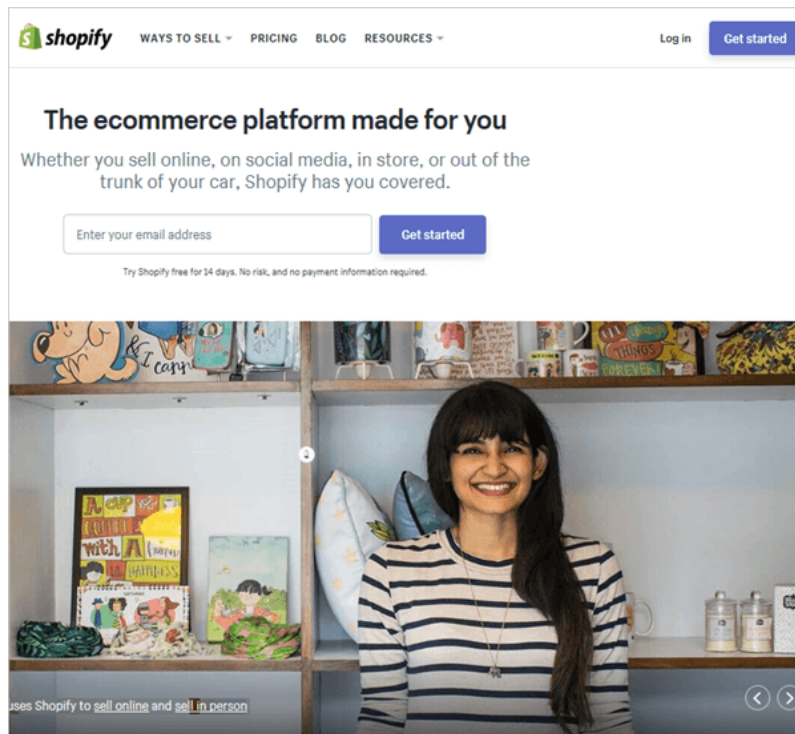 shopify WAYS TO SELL PRICING BLOG RESOURCES Log in Get started
The ecommerce platform made for you
Whether you sell online, on social media, in store, or out of the
trunk of your car, Shopify has you covered.
Enter your email address Get started
Try Shopify free for 14 days. No risk, and no payment information required.
& I
THINGS
FOREVER!
A CUP
COFFEE
with A
HAPPINESS
uses Shopify to sell online and sell in person